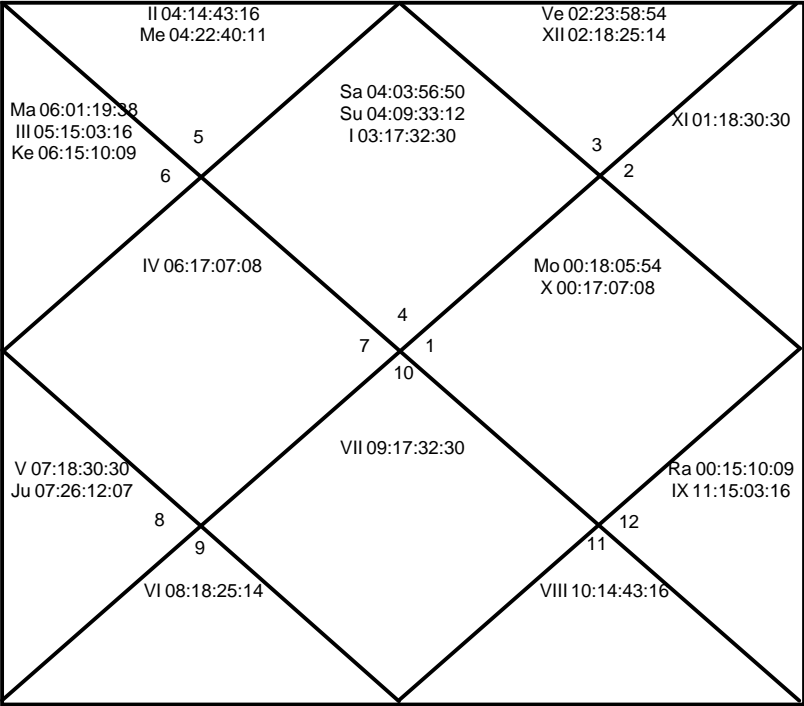 II 04:14:43:16
Me 04:22:40:11
Ve 02:23:58:54
XII 02:18:25:14
Sa 04:03:56:50
Su 04:09:33:12
I 03:17:32:30
Ma 06:01:19:38
III 05:15:03:16
Ke 06:15:10:09
XI 01:18:30:30
5
3
6
2
IV 06:17:07:08
Mo 00:18:05:54
X 00:17:07:08
4
7
1
10
VII 09:17:32:30
V 07:18:30:30
Ju 07:26:12:07
Ra 00:15:10:09
IX 11:15:03:16
8
12
9
11
VI 08:18:25:14
VIII 10:14:43:16